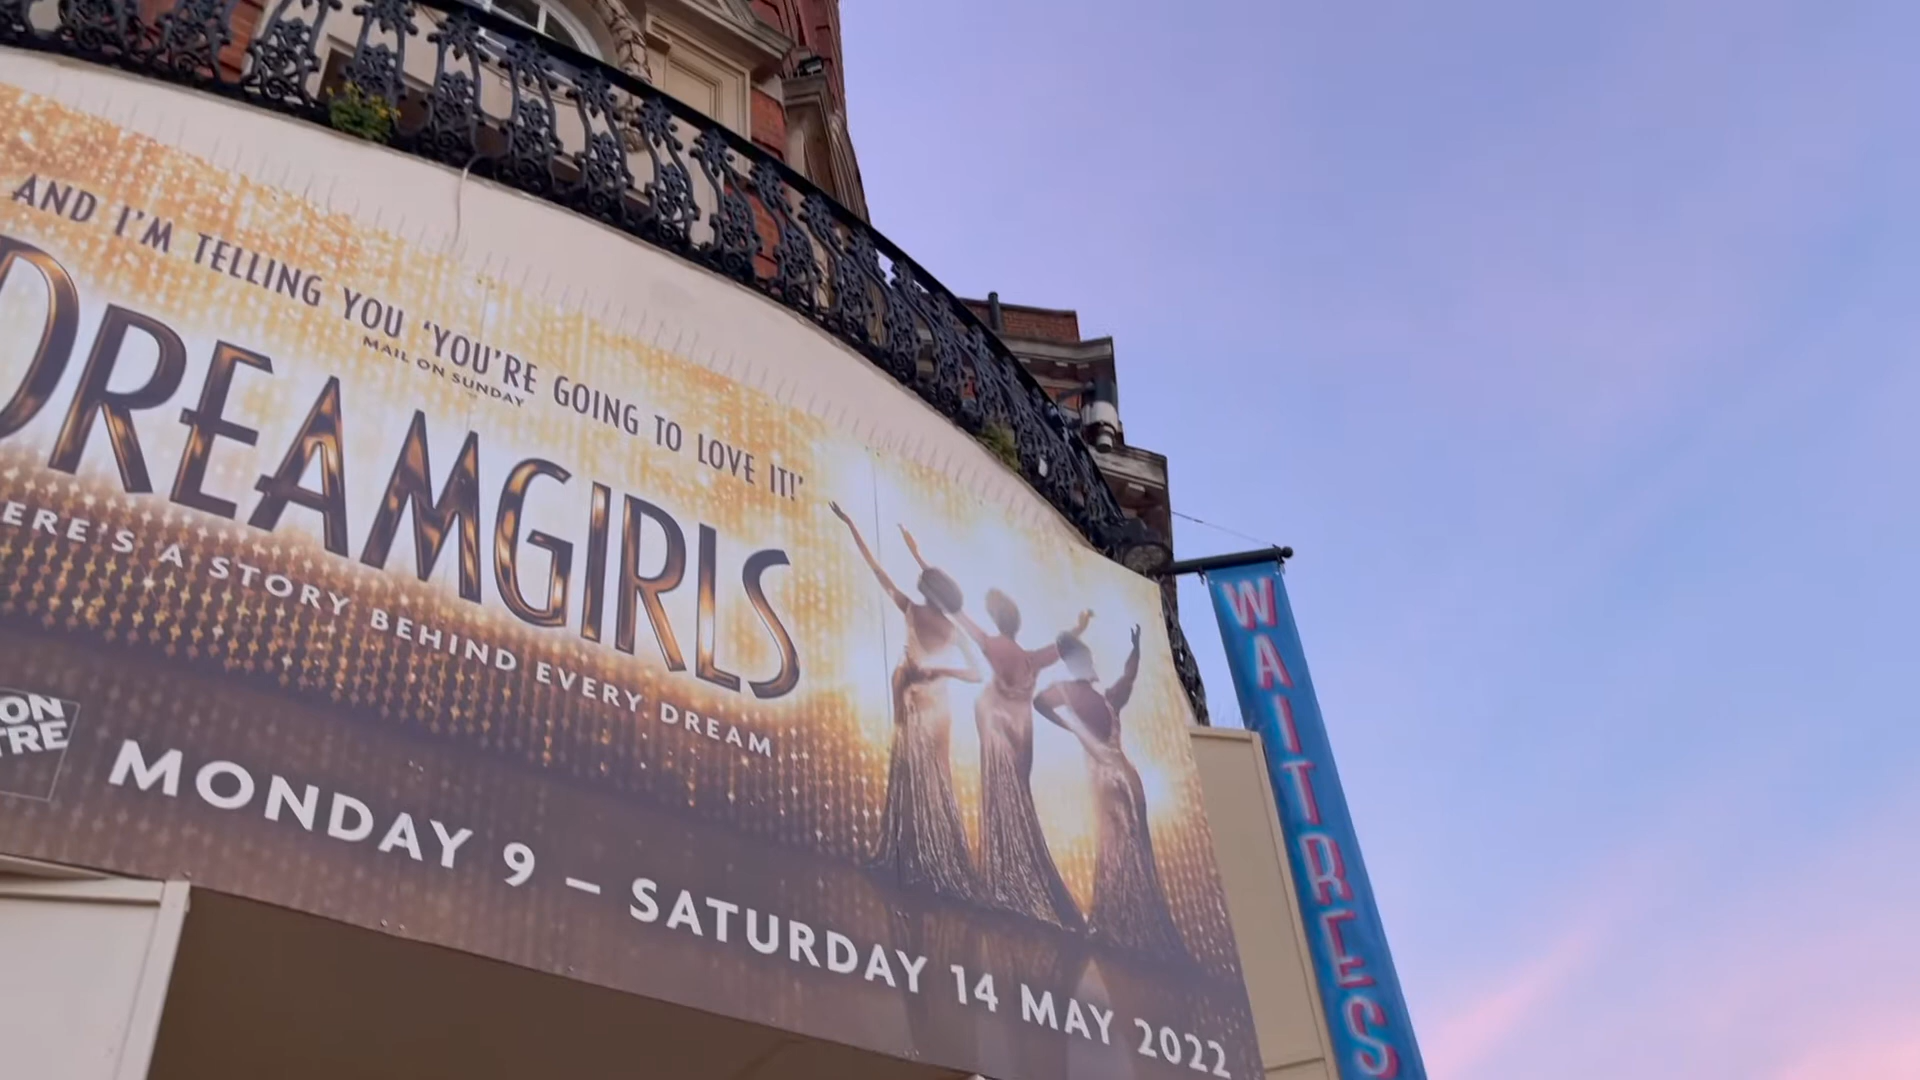 AND I'M TELLING YOU 'YOU'RE GOING TO LOVE IT!'
MAIL ON SUNDAY
DREAMGIRLS
ERE'S A STORY BEHIND EVERY DREAM
ON
TRE
MONDAY 9 – SATURDAY 14 MAY 2022
WAITRES